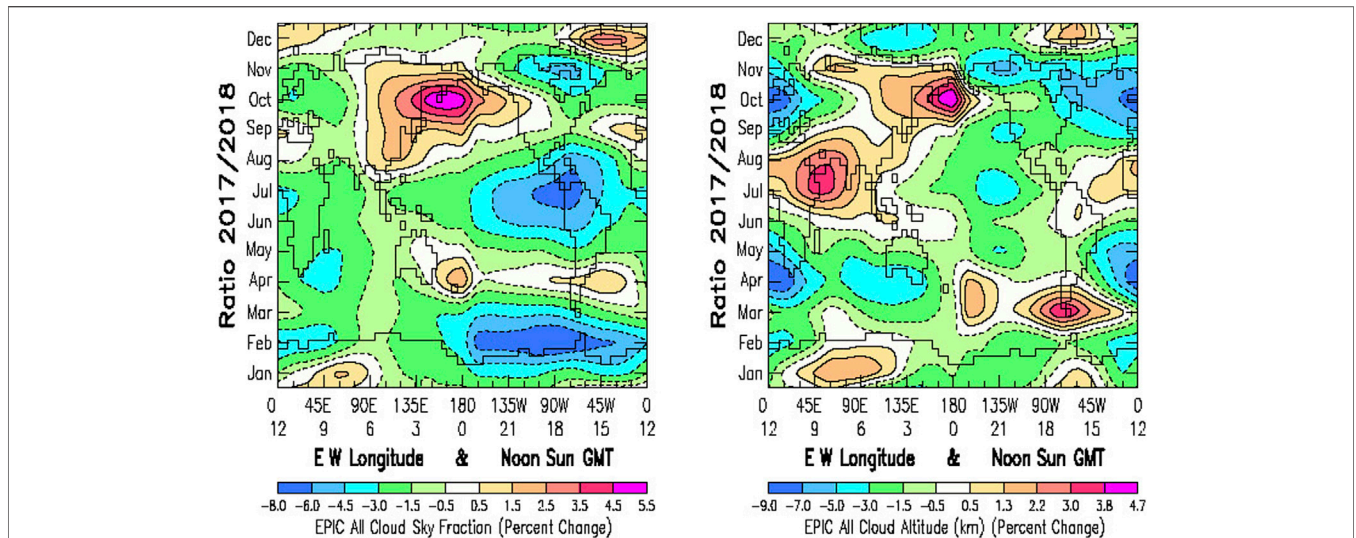 Ratio 2017/2018
Dec
Nov
Oct
Sep
Aug
Jul
Jun
May
Apr
Mar
Feb
Jan
0 45E 90E 135E 180 135W 90W 45W 0
12 9 6 3 0 21 18 15 12
E W Longitude & Noon Sun GMT
-8.0 -6.0 -4.5 -3.0 -1.5 -0.5 0.5 1.5 2.5 3.5 4.5 5.5
EPIC All Cloud Sky Fraction (Percent Change)
Ratio 2017/2018
Dec
Nov
Oct
Sep
Aug
Jul
Jun
May
Apr
Mar
Feb
Jan
0 45E 90E 135E 180 135W 90W 45W 0
12 9 6 3 0 21 18 15 12
E W Longitude & Noon Sun GMT
-9.0 -7.0 -5.0 -3.0 -1.5 -0.5 0.5 1.3 2.2 3.0 3.8 4.7
EPIC All Cloud Altitude (km) (Percent Change)